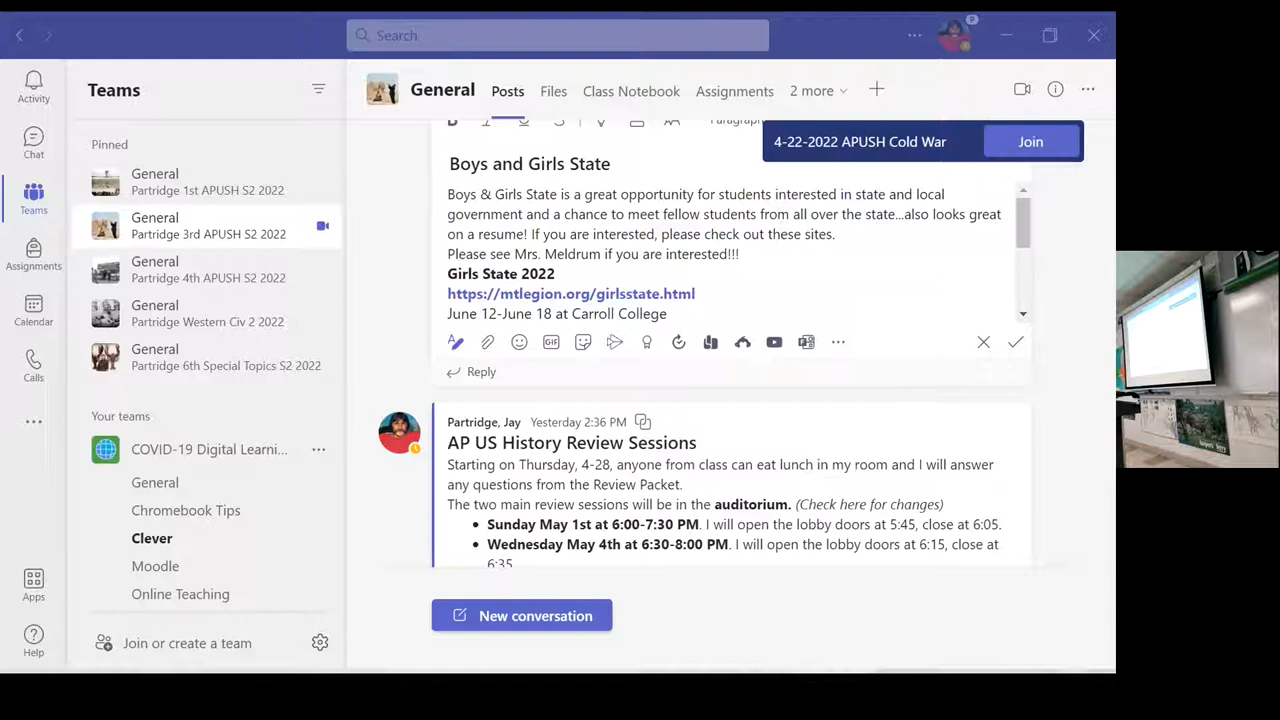 Search
P
Activity
Chat
Teams
Assignments
Calendar
Calls
Apps
Help
Teams
Pinned
General
Partridge 1st APUSH S2 2022
General
Partridge 3rd APUSH S2 2022
General
Partridge 4th APUSH S2 2022
General
Partridge Western Civ 2 2022
General
Partridge 6th Special Topics S2 2022
Your teams
COVID-19 Digital Learni...
General
Chromebook Tips
Clever
Moodle
Online Teaching
Join or create a team
General
Posts
Files
Class Notebook
Assignments
2 more
Paragraph
4-22-2022 APUSH Cold War
Join
Boys and Girls State
Boys & Girls State is a great opportunity for students interested in state and local
government and a chance to meet fellow students from all over the state...also looks great
on a resume! If you are interested, please check out these sites.
Please see Mrs. Meldrum if you are interested!!!
Girls State 2022
https://mtlegion.org/girlsstate.html
June 12-June 18 at Carroll College
GIF
Reply
Partridge, Jay Yesterday 2:36 PM
AP US History Review Sessions
Starting on Thursday, 4-28, anyone from class can eat lunch in my room and I will answer
any questions from the Review Packet.
The two main review sessions will be in the auditorium. (Check here for changes)
• Sunday May 1st at 6:00-7:30 PM. I will open the lobby doors at 5:45, close at 6:05.
• Wednesday May 4th at 6:30-8:00 PM. I will open the lobby doors at 6:15, close at
6:35.
New conversation